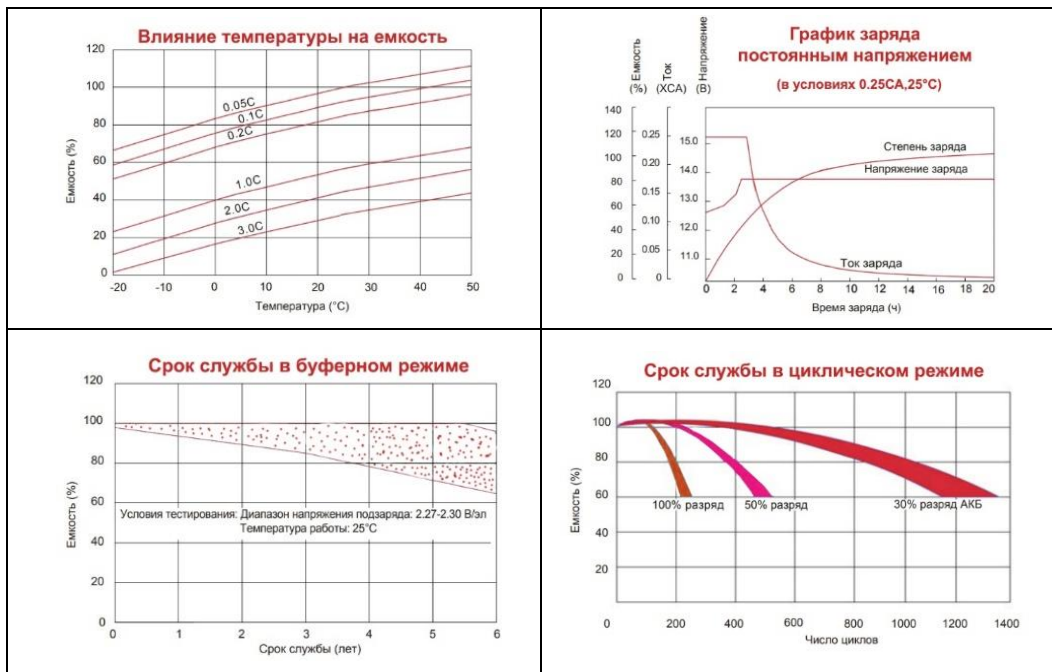 Влияние температуры на емкость
120
100
80
60
40
20
0
Емкость (%)
0.05C
0.1C
0.2C
1.0C
2.0C
3.0C
-20 -10 0 10 20 30 40 50
Температура (°C)
График заряда
постоянным напряжением
(в условиях 0.25CA,25°C)
Емкость
(%)
Ток
(XCA)
Напряжение
(В)
140
120
100
80
60
40
20
0
0.25
0.20
0.15
0.10
0.05
0
15.0
14.0
13.0
12.0
11.0
Степень заряда
Напряжение заряда
Ток заряда
0 2 4 6 8 10 12 14 16 18 20
Время заряда (ч)
Срок службы в буферном режиме
120
100
80
60
40
20
0
Емкость (%)
Условия тестирования: Диапазон напряжения подзаряда: 2.27-2.30 В/эл
Температура работы: 25°C
0 1 2 3 4 5 6
Срок службы (лет)
Срок службы в циклическом режиме
120
100
80
60
40
20
0
Емкость (%)
100% разряд
50% разряд
30% разряд АКБ
200 400 600 800 1000 1200 1400
Число циклов